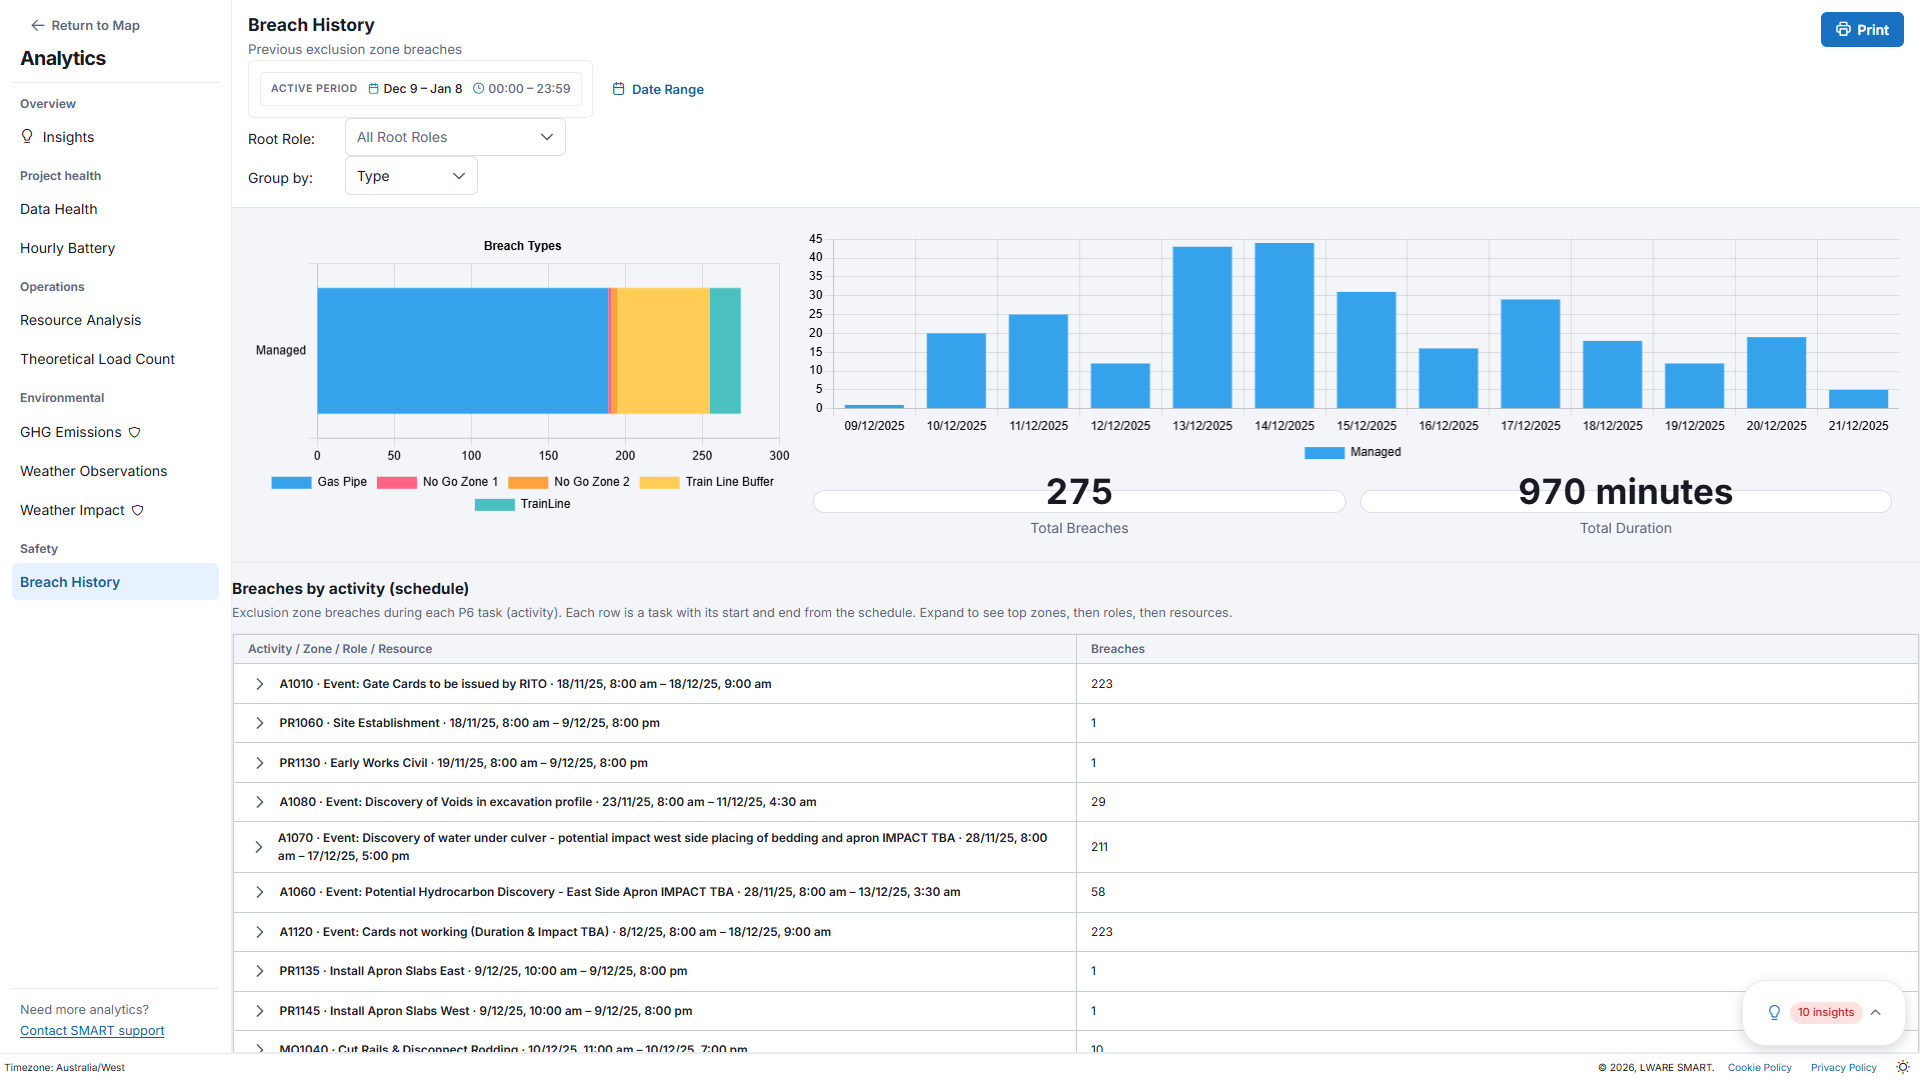 Return to Map
Analytics
Overview
Insights
Project health
Data Health
Hourly Battery
Operations
Resource Analysis
Theoretical Load Count
Environmental
GHG Emissions
Weather Observations
Weather Impact
Safety
Breach History
Need more analytics?
Contact SMART support
Breach History
Previous exclusion zone breaches
Print
ACTIVE PERIOD Dec 9 – Jan 8 00:00 – 23:59
Date Range
Root Role: All Root Roles
Group by: Type
Breach Types
Managed
0 50 100 150 200 250 300
Gas Pipe No Go Zone 1 No Go Zone 2 Train Line Buffer
TrainLine
45
40
35
30
25
20
15
10
5
0
09/12/2025 10/12/2025 11/12/2025 12/12/2025 13/12/2025 14/12/2025 15/12/2025 16/12/2025 17/12/2025 18/12/2025 19/12/2025 20/12/2025 21/12/2025
Managed
275
Total Breaches
970 minutes
Total Duration
Breaches by activity (schedule)
Exclusion zone breaches during each P6 task (activity). Each row is a task with its start and end from the schedule. Expand to see top zones, then roles, then resources.
Activity / Zone / Role / Resource Breaches
A1010 · Event: Gate Cards to be issued by RITO · 18/11/25, 8:00 am – 18/12/25, 9:00 am 223
PR1060 · Site Establishment · 18/11/25, 8:00 am – 9/12/25, 8:00 pm 1
PR1130 · Early Works Civil · 19/11/25, 8:00 am – 9/12/25, 8:00 pm 1
A1080 · Event: Discovery of Voids in excavation profile · 23/11/25, 8:00 am – 11/12/25, 4:30 am 29
A1070 · Event: Discovery of water under culver - potential impact west side placing of bedding and apron IMPACT TBA · 28/11/25, 8:00
am – 17/12/25, 5:00 pm 211
A1060 · Event: Potential Hydrocarbon Discovery - East Side Apron IMPACT TBA · 28/11/25, 8:00 am – 13/12/25, 3:30 am 58
A1120 · Event: Cards not working (Duration & Impact TBA) · 8/12/25, 8:00 am – 18/12/25, 9:00 am 223
PR1135 · Install Apron Slabs East · 9/12/25, 10:00 am – 9/12/25, 8:00 pm 1
PR1145 · Install Apron Slabs West · 9/12/25, 10:00 am – 9/12/25, 8:00 pm 1
MO1040 · Cut Rails & Disconnect Rodding · 10/12/25, 11:00 am – 10/12/25, 7:00 pm 10
10 insights
Timezone: Australia/West
© 2026, LWARE SMART. Cookie Policy Privacy Policy